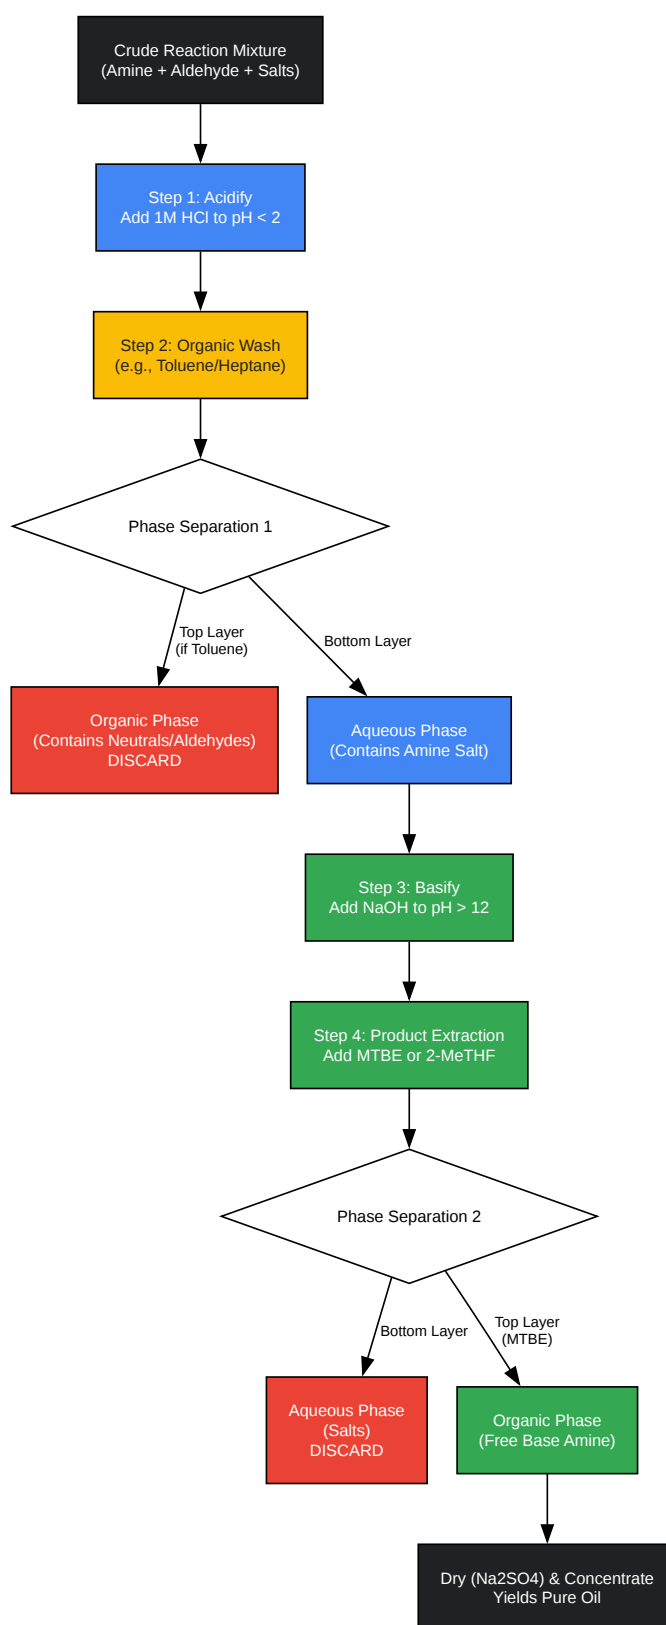 Crude Reaction Mixture
(Amine + Aldehyde + Salts)
Step 1: Acidify
Add 1M HCl to pH < 2
Step 2: Organic Wash
(e.g., Toluene/Heptane)
Phase Separation 1
Top Layer
(if Toluene)
Bottom Layer
Organic Phase
(Contains Neutrals/Aldehydes)
DISCARD
Aqueous Phase
(Contains Amine Salt)
Step 3: Basify
Add NaOH to pH > 12
Step 4: Product Extraction
Add MTBE or 2-MeTHF
Phase Separation 2
Bottom Layer
Top Layer
(MTBE)
Aqueous Phase
(Salts)
DISCARD
Organic Phase
(Free Base Amine)
Dry (Na2SO4) & Concentrate
Yields Pure Oil